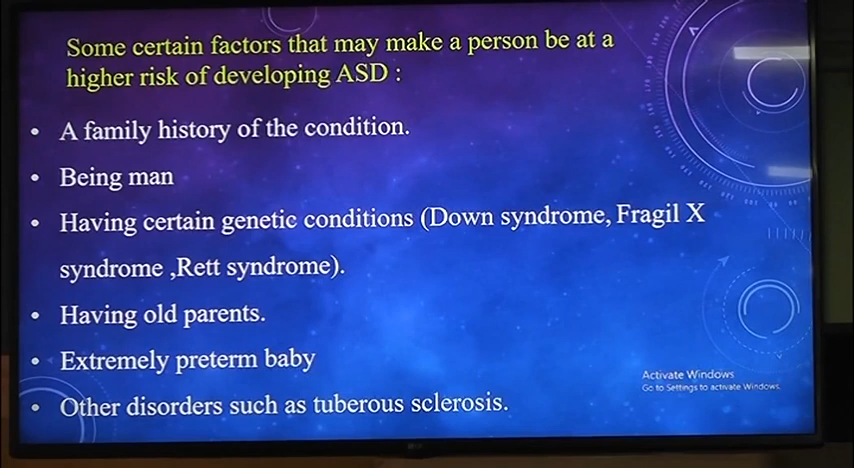 Some certain factors that may make a person be at a
higher risk of developing ASD :
• A family history of the condition.
• Being man
• Having certain genetic conditions (Down syndrome, Fragil X
syndrome ,Rett syndrome).
• Having old parents.
• Extremely preterm baby
• Other disorders such as tuberous sclerosis.
Activate Windows
Go to Settings to activate Windows.